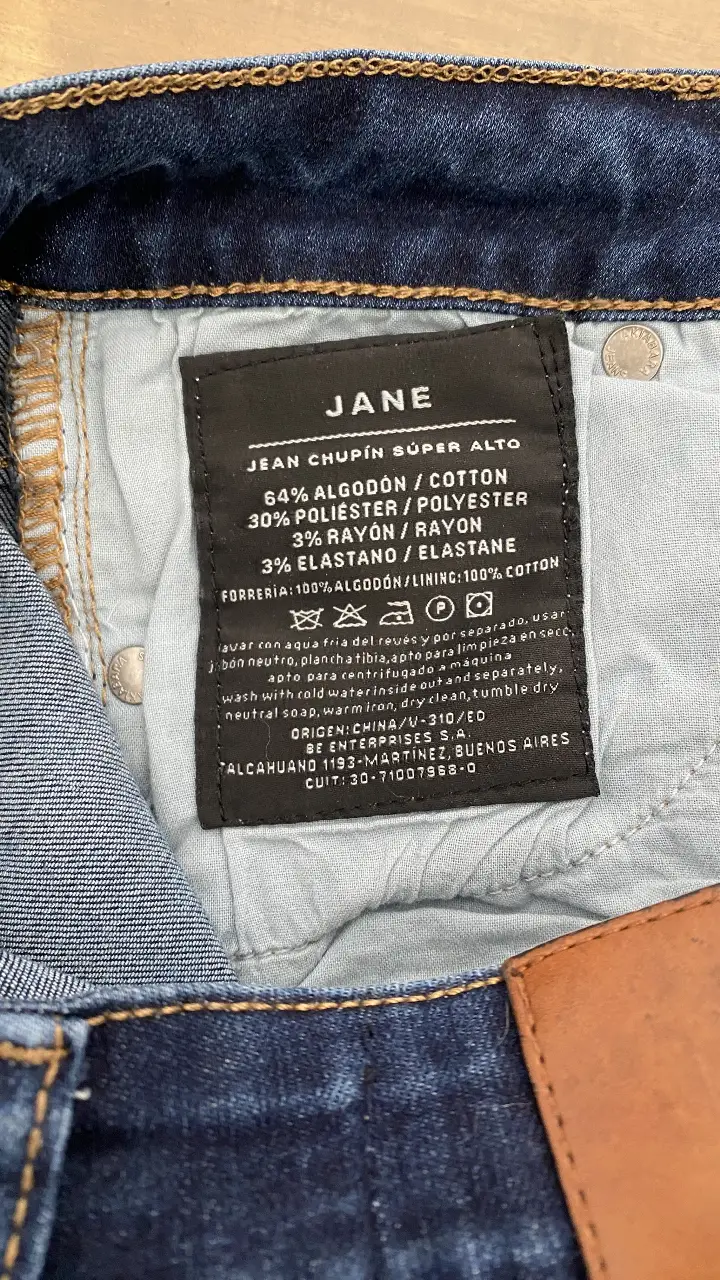 JANE
JEAN CHUPÍN SÚPER ALTO
64% ALGODÓN / COTTON
30% POLIÉSTER / POLYESTER
3% RAYÓN / RAYON
3% ELASTANO / ELASTANE
FORRERÍA: 100% ALGODÓN/LINING: 100% COTTON
P
lavar con agua fria del revés y por separado, usar
jabón neutro, plancha tibia, apto para limpieza en seco,
apto para centrifugado a máquina
wash with cold water inside out and separately,
neutral soap, warm iron, dry clean, tumble dry
ORIGEN: CHINA/V-310/ED
BE ENTERPRISES S.A.
TALCAHUANO 1193-MARTÍNEZ, BUENOS AIRES
CUIT: 30-71007968-0